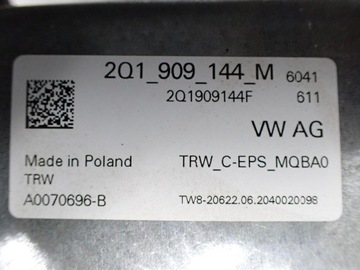 2Q1_909_144_M 6041
2Q1909144F 611
VW AG
Made in Poland TRW_C-EPS_MQBA0
TRW
A0070696-B TW8-20622.06.2040020098